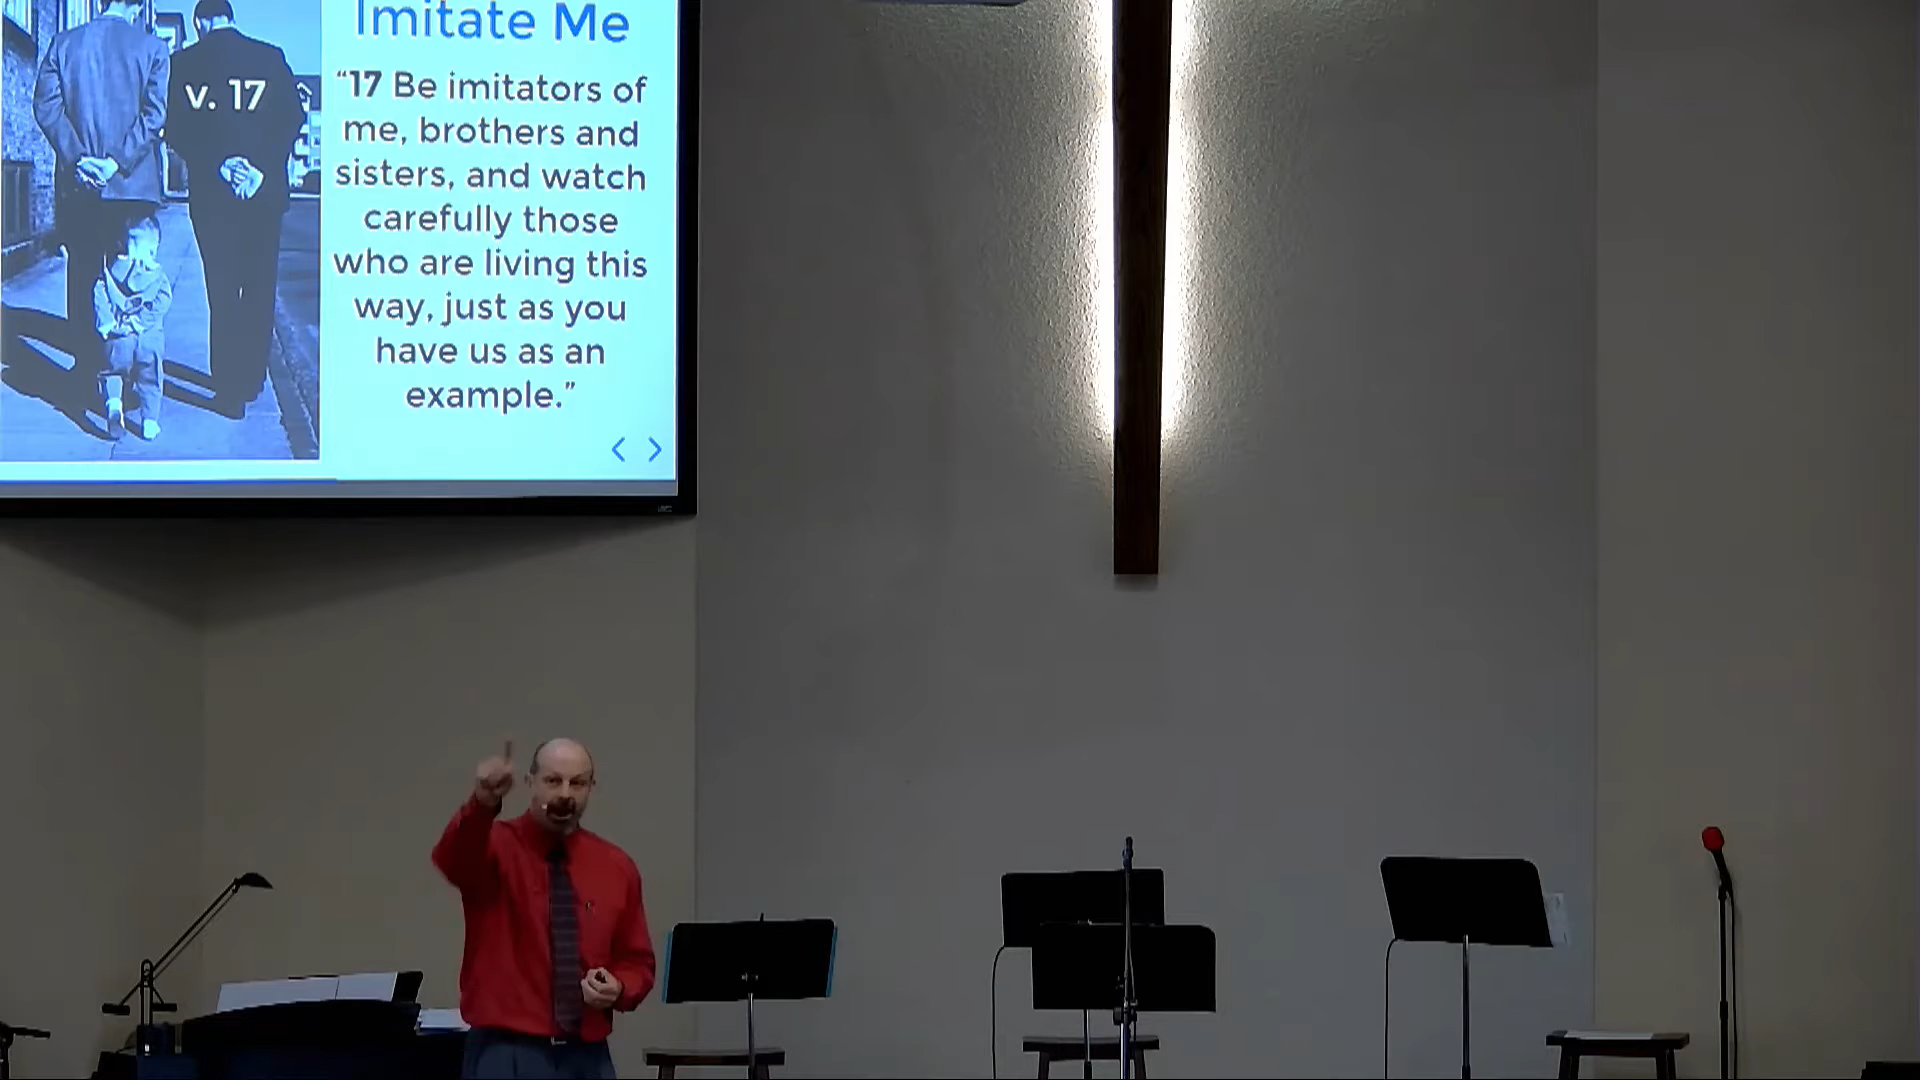 Imitate Me
v. 17
“17 Be imitators of
me, brothers and
sisters, and watch
carefully those
who are living this
way, just as you
have us as an
example.”